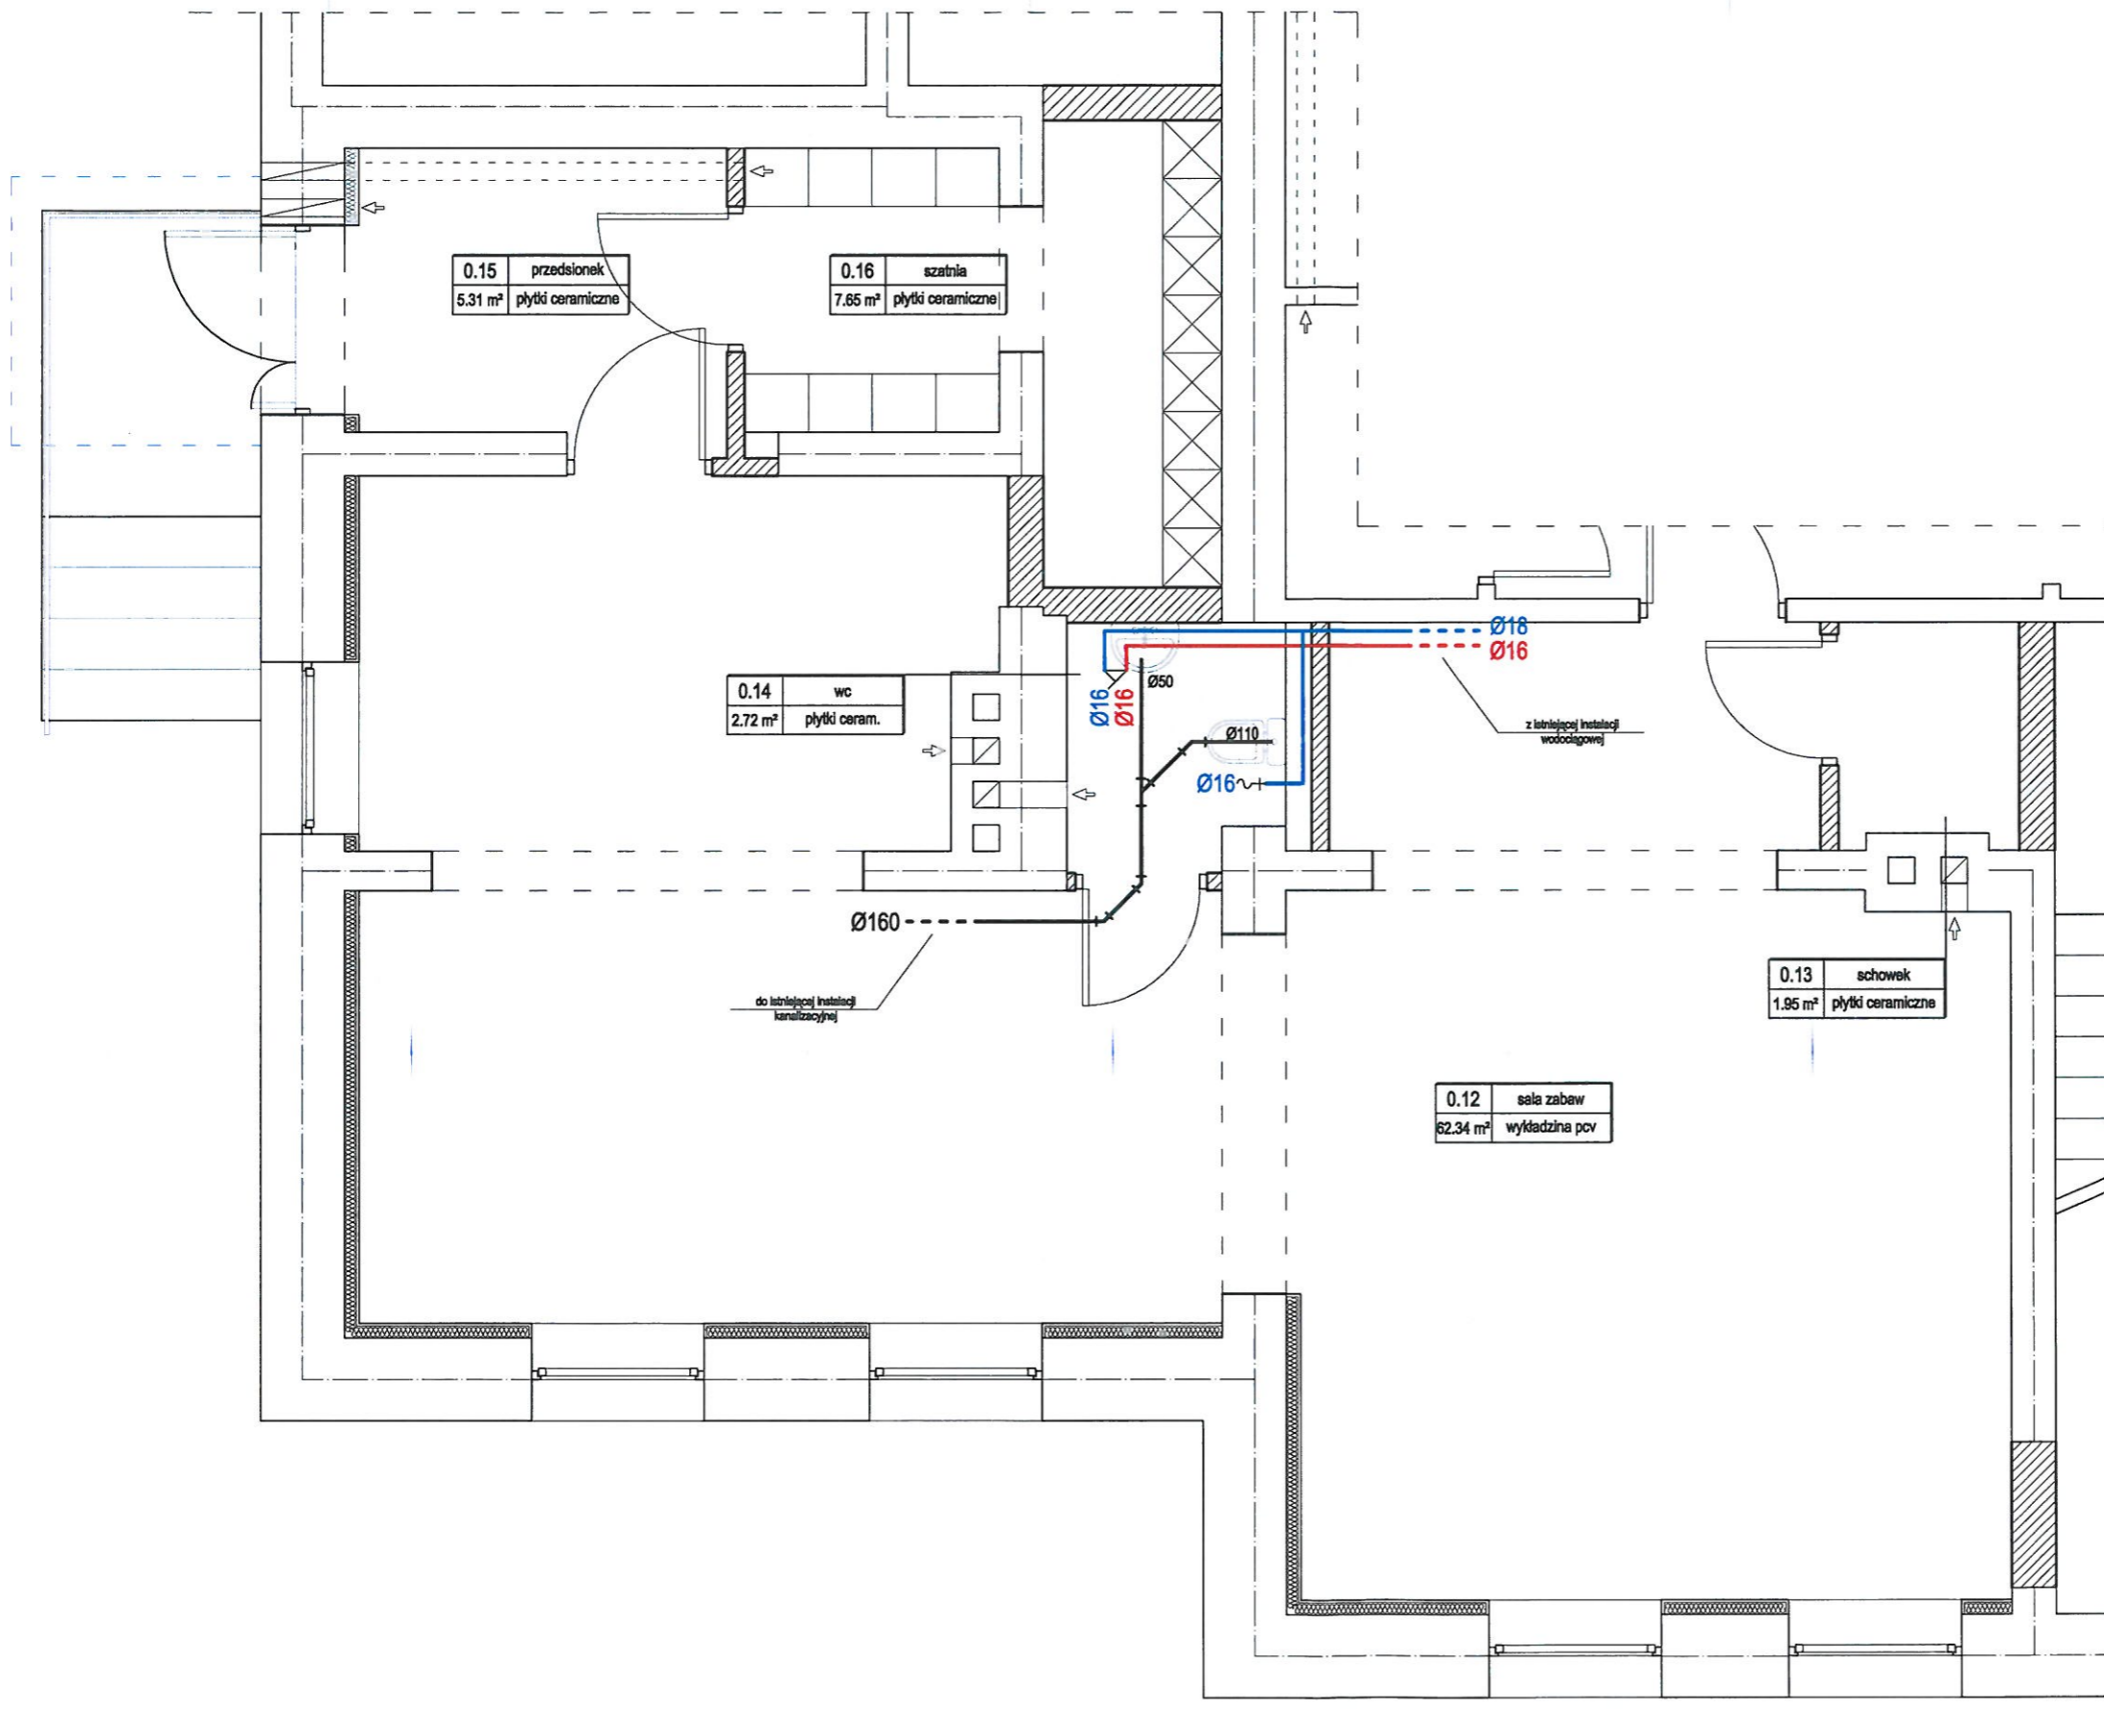 0.15 przedsionek
5.31 m² płytki ceramiczne
0.16 szatnia
7.65 m² płytki ceramiczne
Ø18
Ø16
Ø16
Ø16
Ø50
0.14 wc
2.72 m² płytki ceram.
z istniejącej instalacji
wodociągowej
Ø110
Ø16
Ø160
do istniejącej instalacji
kanalizacyjnej
0.13 schowek
1.95 m² płytki ceramiczne
0.12 sala zabaw
62.34 m² wykładzina pcv